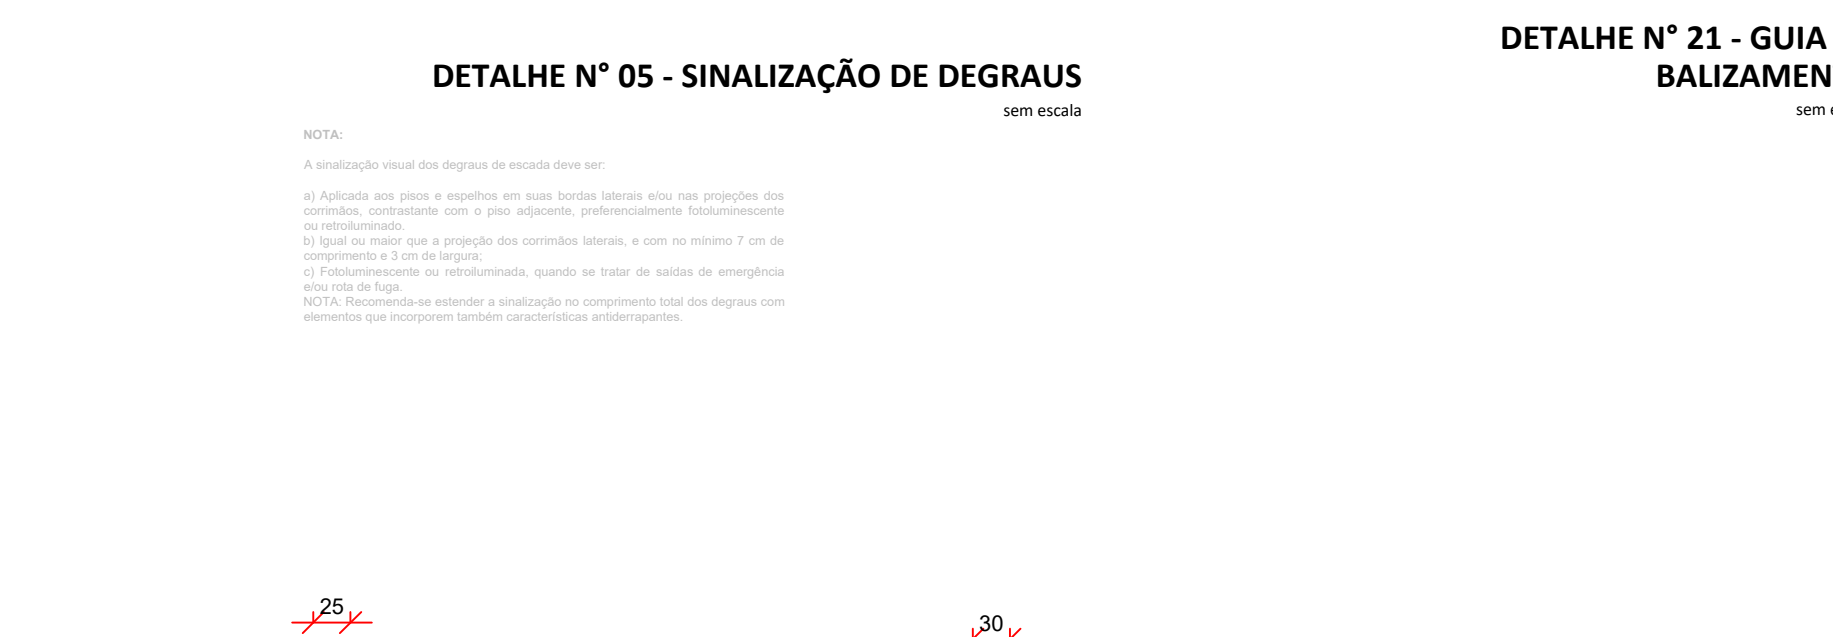 DETALHE N° 05 - SINALIZAÇÃO DE DEGRAUS
sem escala
NOTA:
A sinalização visual dos degraus de escada deve ser:
a) Aplicada aos pisos e espelhos em suas bordas laterais e/ou nas projeções dos
corrimãos, contrastante com o piso adjacente, preferencialmente fotoluminescente
ou retroiluminado.
b) Igual ou maior que a projeção dos corrimãos laterais, e com no mínimo 7 cm de
comprimento e 3 cm de largura;
c) Fotoluminescente ou retroiluminada, quando se tratar de saídas de emergência
e/ou rota de fuga.
NOTA: Recomenda-se estender a sinalização no comprimento total dos degraus com
elementos que incorporem também características antiderrapantes.
25
30
DETALHE N° 21 - GUIA
BALIZAMEN
sem